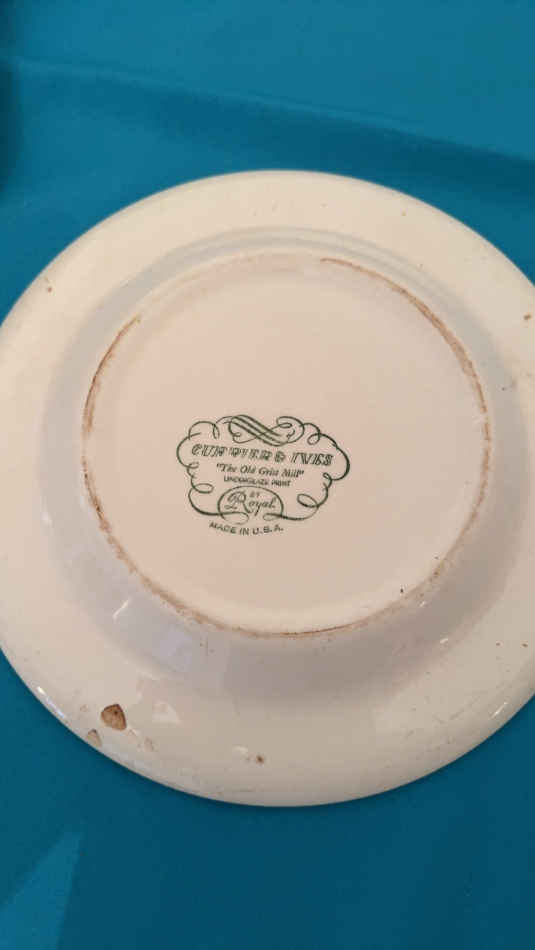 CURRIER & IVES
"The Old Grist Mill"
UNDERGLAZE PRINT
BY
Royal.
MADE IN U.S.A.